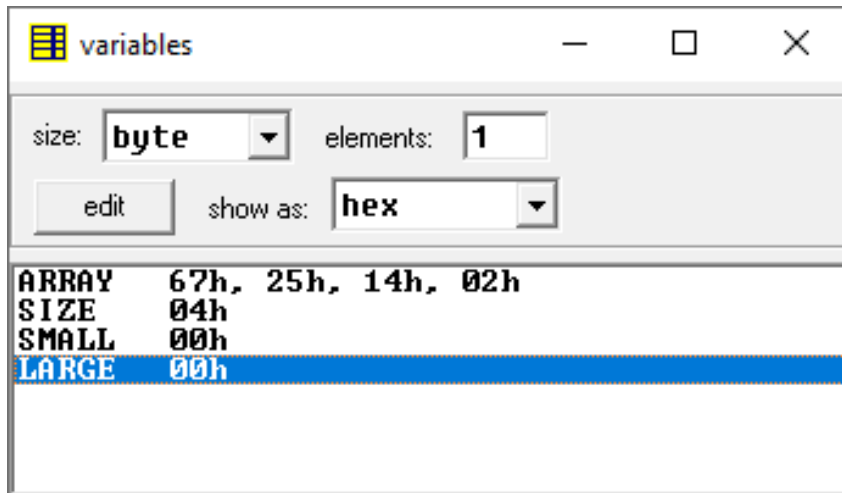 variables
size: byte elements: 1
edit show as: hex
ARRAY 67h, 25h, 14h, 02h
SIZE 04h
SMALL 00h
LARGE 00h